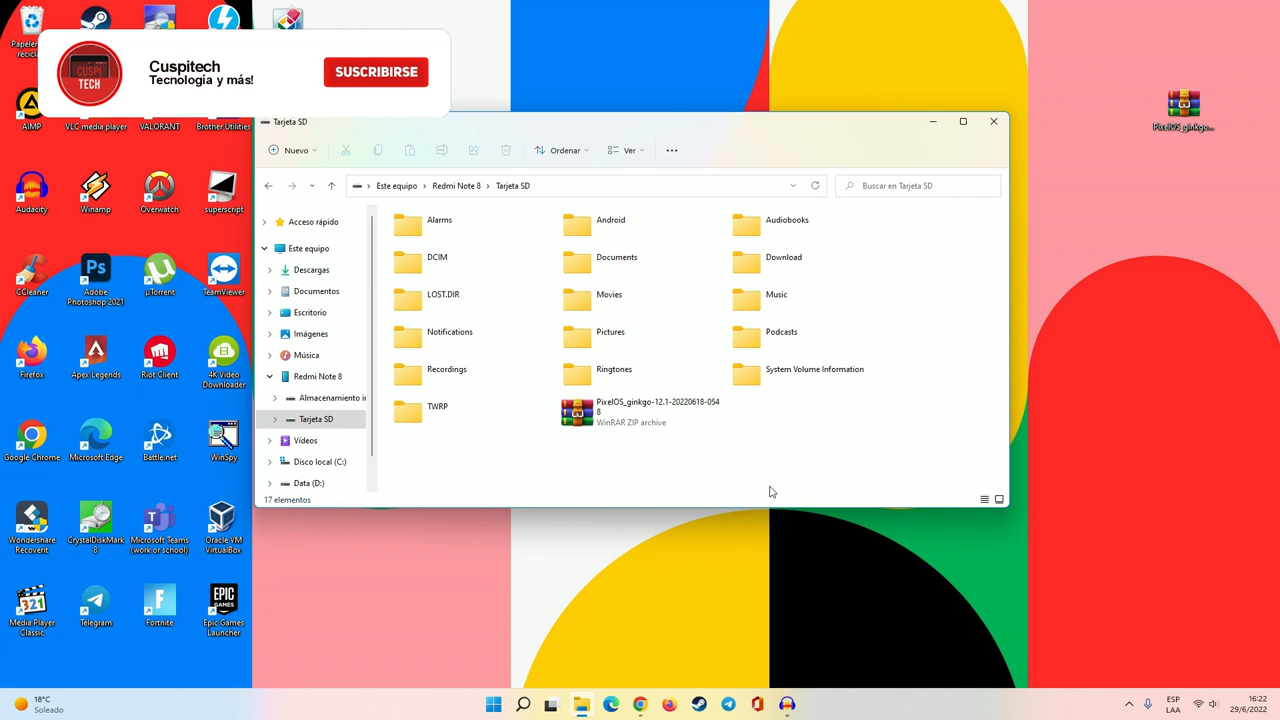 Papelera
recicl
Cuspitech
Tecnología y más!
SUSCRIBIRSE
CUSPI
TECH
AIMP
VLC media player
VALORANT
Brother Utilities
PixelOS_ginkgo...
Tarjeta SD
Nuevo
Ordenar
Ver
Este equipo
Redmi Note 8
Tarjeta SD
Buscar en Tarjeta SD
Audacity
Winamp
Overwatch
superscript
CCleaner
Adobe
Photoshop 2021
µTorrent
TeamViewer
Firefox
Apex Legends
Riot Client
4K Video
Downloader
Google Chrome
Microsoft Edge
Battle.net
WinSpy
Wondershare
Recoverit
CrystalDiskMark
8
Microsoft Teams
(work or school)
Oracle VM
VirtualBox
Media Player
Classic
Telegram
Fortnite
Epic Games
Launcher
Acceso rápido
Este equipo
Descargas
Documentos
Escritorio
Imágenes
Música
Redmi Note 8
Almacenamiento in
Tarjeta SD
Vídeos
Disco local (C:)
Data (D:)
Alarms
Android
Audiobooks
DCIM
Documents
Download
LOST.DIR
Movies
Music
Notifications
Pictures
Podcasts
Recordings
Ringtones
System Volume Information
TWRP
PixelOS_ginkgo-12.1-20220618-054
8
WinRAR ZIP archive
17 elementos
18°C
Soleado
ESP
LAA
16:22
29/6/2022